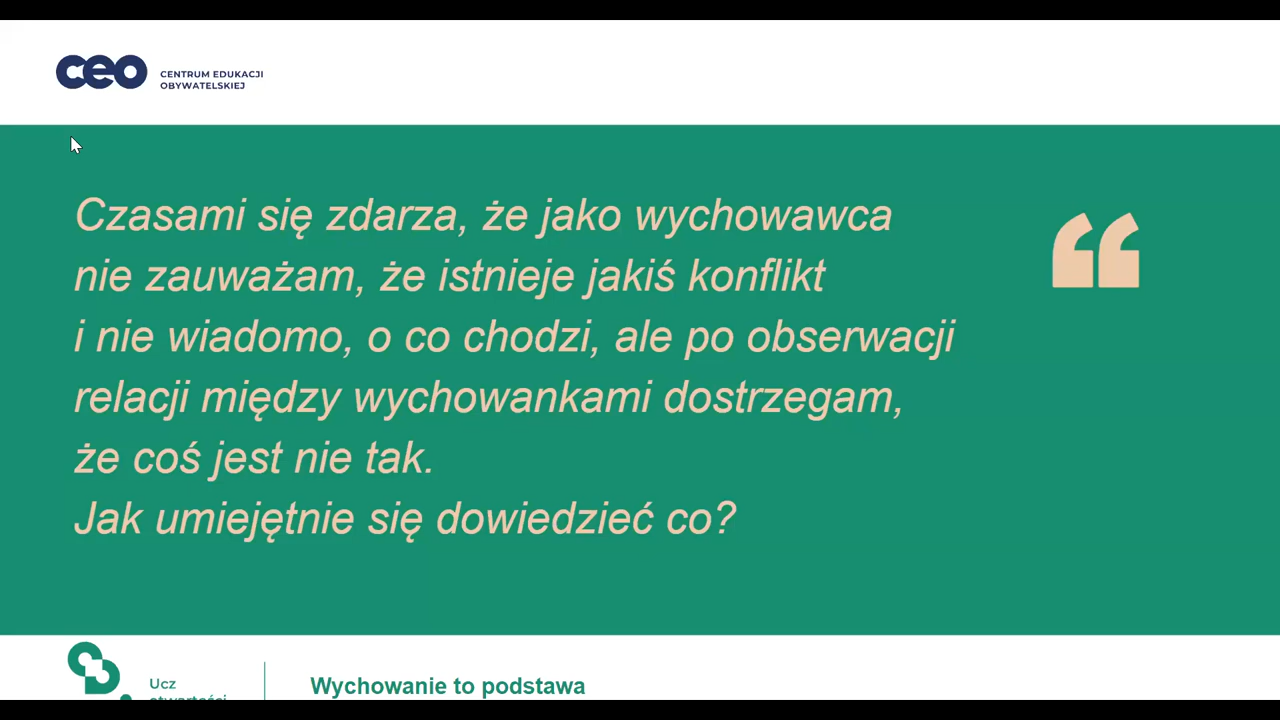 ceo
CENTRUM EDUKACJI
OBYWATELSKIEJ
Czasami się zdarza, że jako wychowawca
nie zauważam, że istnieje jakiś konflikt
i nie wiadomo, o co chodzi, ale po obserwacji
relacji między wychowankami dostrzegam,
że coś jest nie tak.
Jak umiejętnie się dowiedzieć co?
Ucz
otwartości
Wychowanie to podstawa